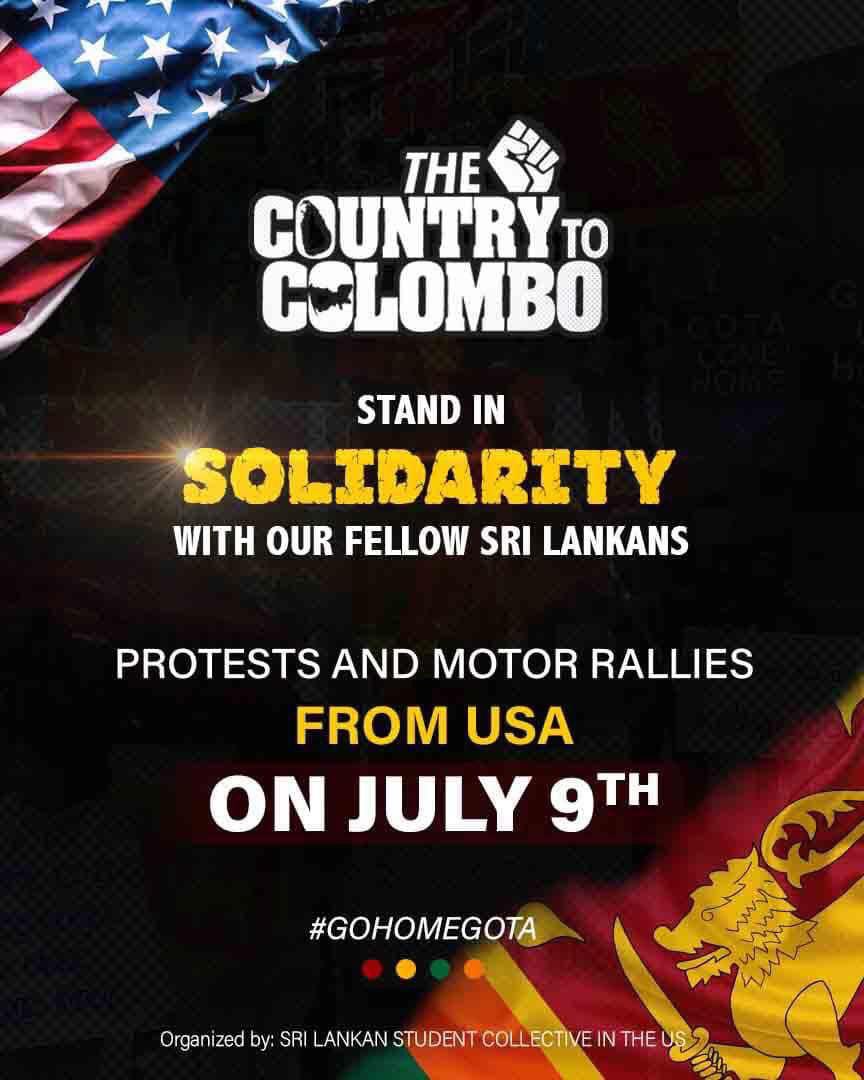 THE
COUNTRY TO
COLOMBO
STAND IN
SOLIDARITY
WITH OUR FELLOW SRI LANKANS
PROTESTS AND MOTOR RALLIES
FROM USA
ON JULY 9TH
#GOHOMEGOTA
Organized by: SRI LANKAN STUDENT COLLECTIVE IN THE US